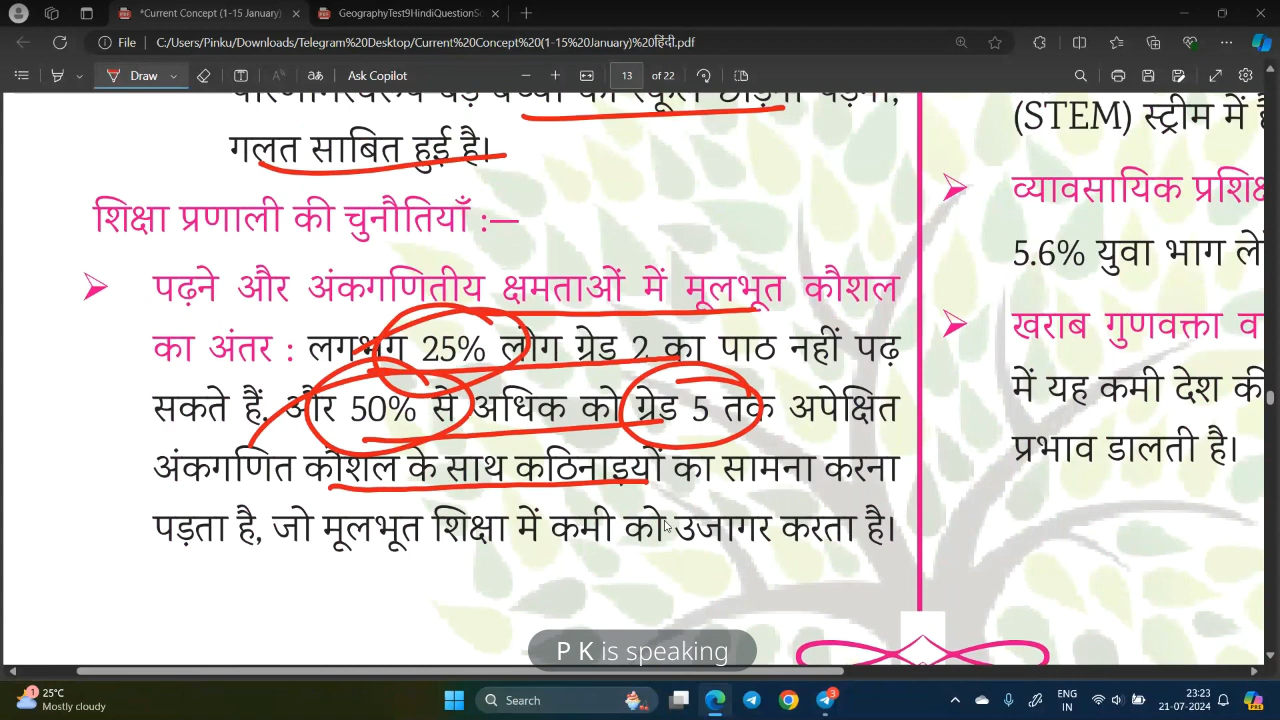 *Current Concept (1-15 January)
GeographyTest9HindiQuestionSo
File C:/Users/Pinku/Downloads/Telegram%20Desktop/Current%20Concept%20(1-15%20January)%20हिंदी.pdf
Draw Ask Copilot 13 of 22
गलत साबित हुई है।
शिक्षा प्रणाली की चुनौतियाँ :—
पढ़ने और अंकगणितीय क्षमताओं में मूलभूत कौशल
का अंतर : लगभग 25% लोग ग्रेड 2 का पाठ नहीं पढ़
सकते हैं, और 50% से अधिक को ग्रेड 5 तक अपेक्षित
अंकगणित कौशल के साथ कठिनाइयों का सामना करना
पड़ता है, जो मूलभूत शिक्षा में कमी को उजागर करता है।
(STEM) स्ट्रीम में है
व्यावसायिक प्रशिक्ष
5.6% युवा भाग ले
खराब गुणवक्ता व
में यह कमी देश की
प्रभाव डालती है।
P K is speaking
1
25°C
Mostly cloudy
Search
3
ENG
IN
23:23
21-07-2024